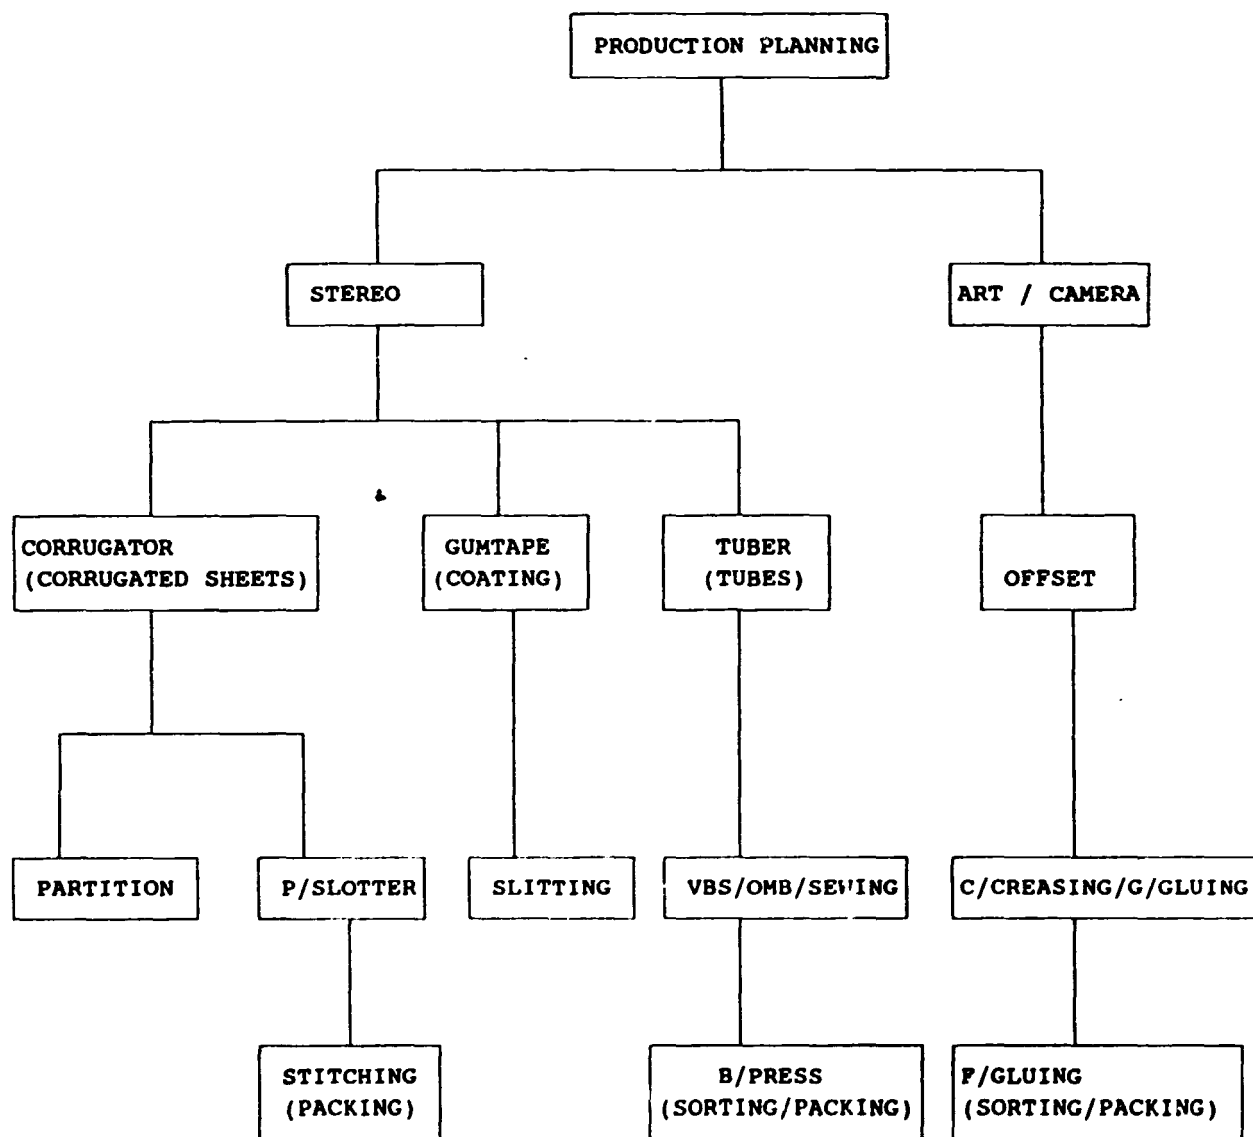 PRODUCTION PLANNING
STEREO
ART / CAMERA
CORRUGATOR
(CORRUGATED SHEETS)
GUMTAPE
(COATING)
TUBER
(TUBES)
OFFSET
PARTITION
P/SLOTTER
SLITTING
VBS/OMB/SEWING
C/CREASING/G/GLUING
STITCHING
(PACKING)
B/PRESS
(SORTING/PACKING)
F/GLUING
(SORTING/PACKING)